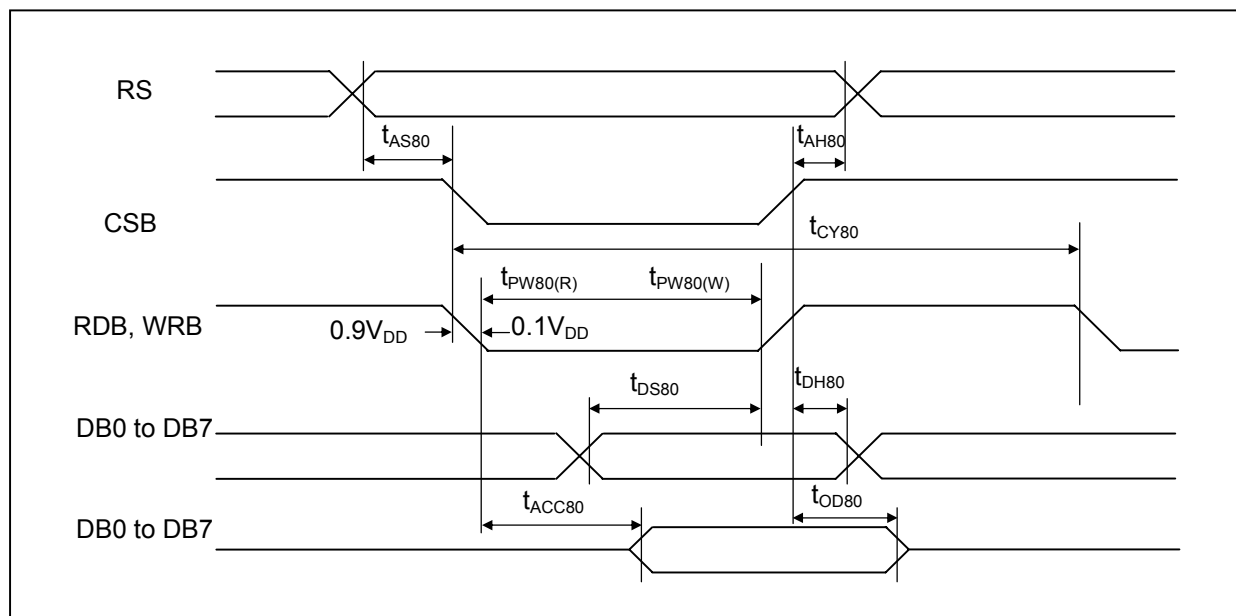 RS
tAS80 tAH80
CSB
tCY80
tPW80(R) tPW80(W)
RDB, WRB
0.9VDD 0.1VDD
tDS80 tDH80
DB0 to DB7
tACC80 tOD80
DB0 to DB7